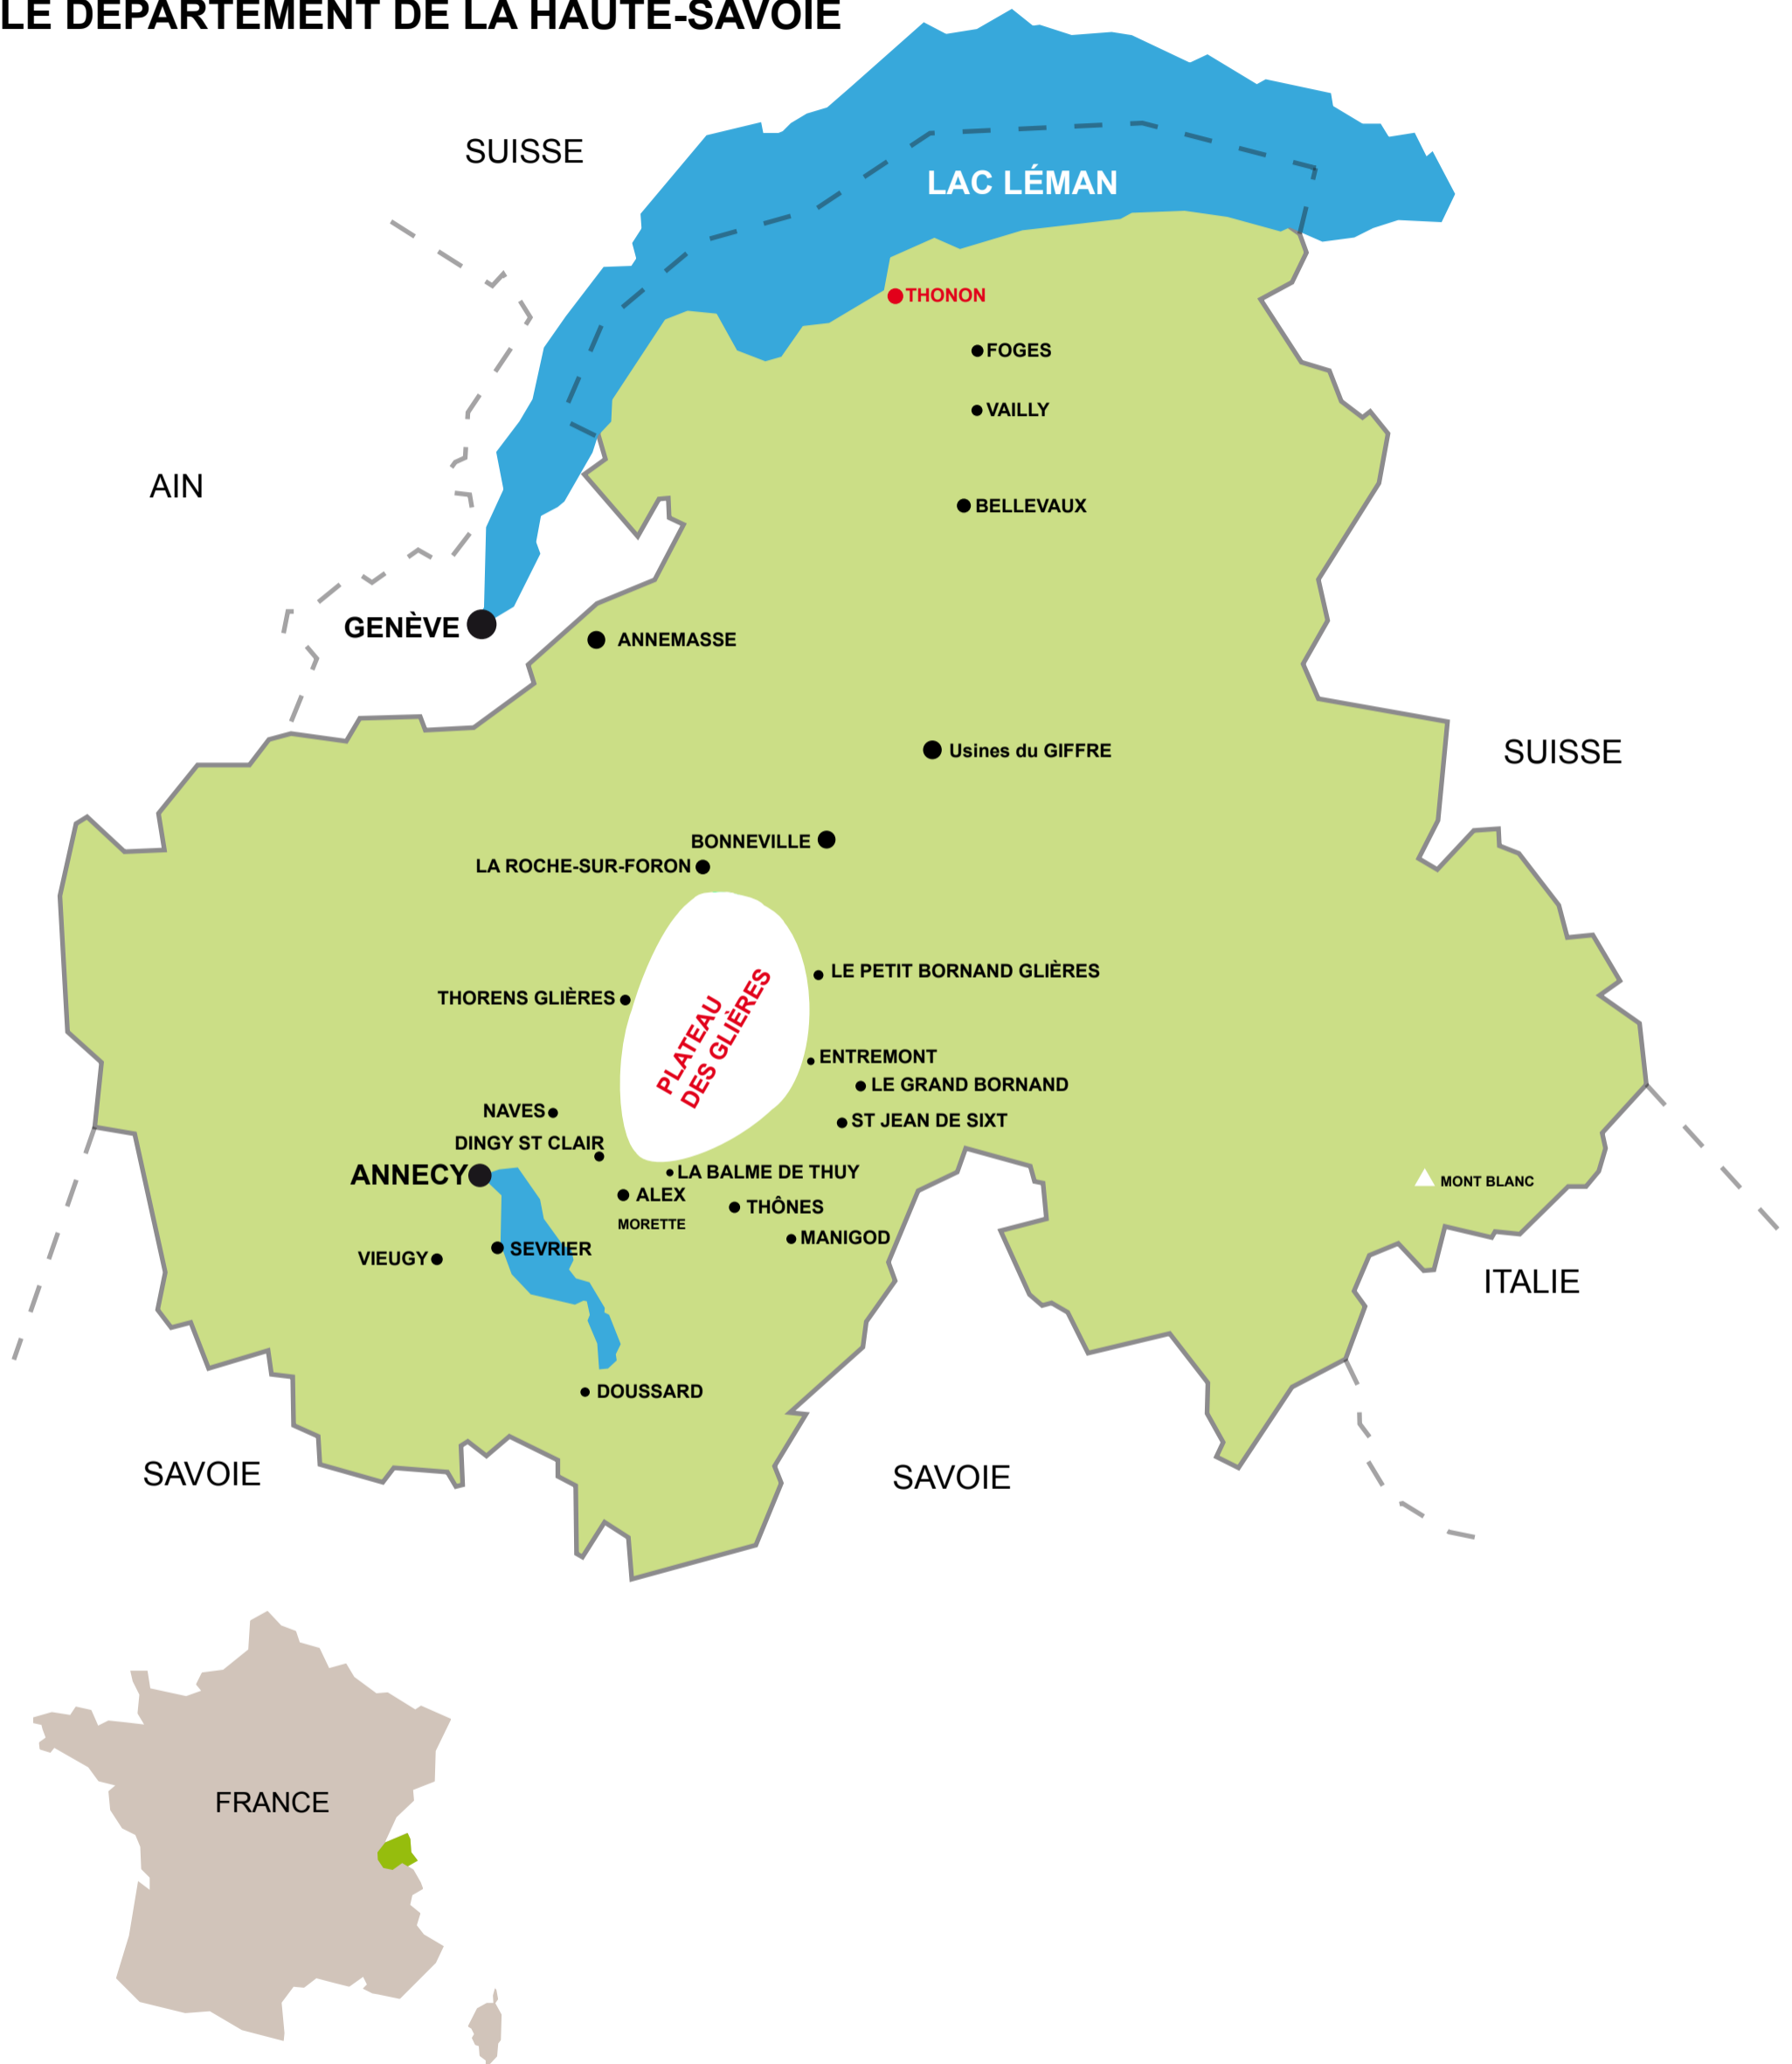 LE DEPARTEMENT DE LA HAUTE-SAVOIE
SUISSE
LAC LÉMAN
THONON
FOGES
VAILLY
AIN
BELLEVAUX
GENÈVE
ANNEMASSE
Usines du GIFFRE
SUISSE
BONNEVILLE
LA ROCHE-SUR-FORON
LE PETIT BORNAND GLIÈRES
THORENS GLIÈRES
PLATEAU
DES GLIÈRES
ENTREMONT
LE GRAND BORNAND
NAVES
ST JEAN DE SIXT
DINGY ST CLAIR
LA BALME DE THUY
ANNECY
MONT BLANC
ALEX
THÔNES
MORETTE
MANIGOD
SEVRIER
VIEUGY
ITALIE
DOUSSARD
SAVOIE
SAVOIE
FRANCE